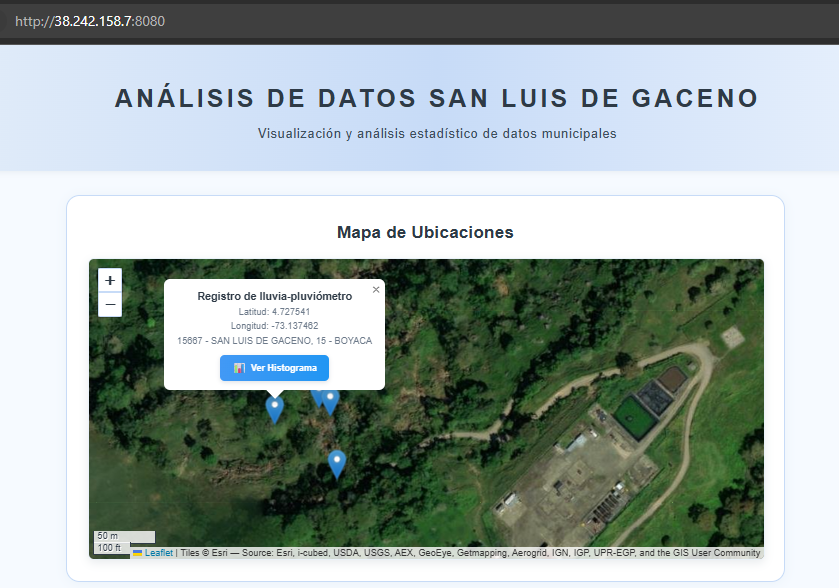 http://38.242.158.7:8080
ANÁLISIS DE DATOS SAN LUIS DE GACENO
Visualización y análisis estadístico de datos municipales
Mapa de Ubicaciones
+
−
×
Registro de lluvia-pluviómetro
Latitud: 4.727541
Longitud: -73.137462
15667 - SAN LUIS DE GACENO, 15 - BOYACA
Ver Histograma
50 m
100 ft
Leaflet | Tiles © Esri — Source: Esri, i-cubed, USDA, USGS, AEX, GeoEye, Getmapping, Aerogrid, IGN, IGP, UPR-EGP, and the GIS User Community